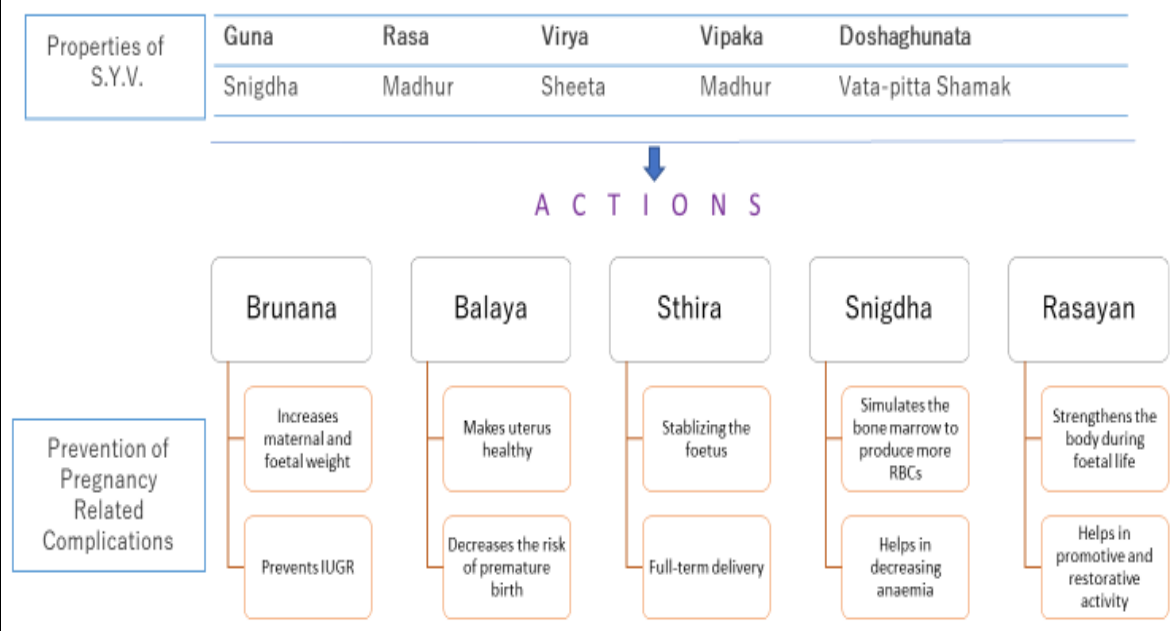 Properties of
S.Y.V.
Guna Rasa Virya Vipaka Doshaghunata
Snigdha Madhur Sheeta Madhur Vata-pitta Shamak
A C T I O N S
Brunana Balaya Sthira Snigdha Rasayan
Prevention of
Pregnancy
Related
Complications
Increases
maternal and
foetal weight
Makes uterus
healthy
Stablizing the
foetus
Simulates the
bone marrow to
produce more
RBCs
Strengthens the
body during
foetal life
Prevents IUGR
Decreases the risk
of premature
birth
Full-term delivery
Helps in
decreasing
anaemia
Helps in
promotive and
restorative
activity